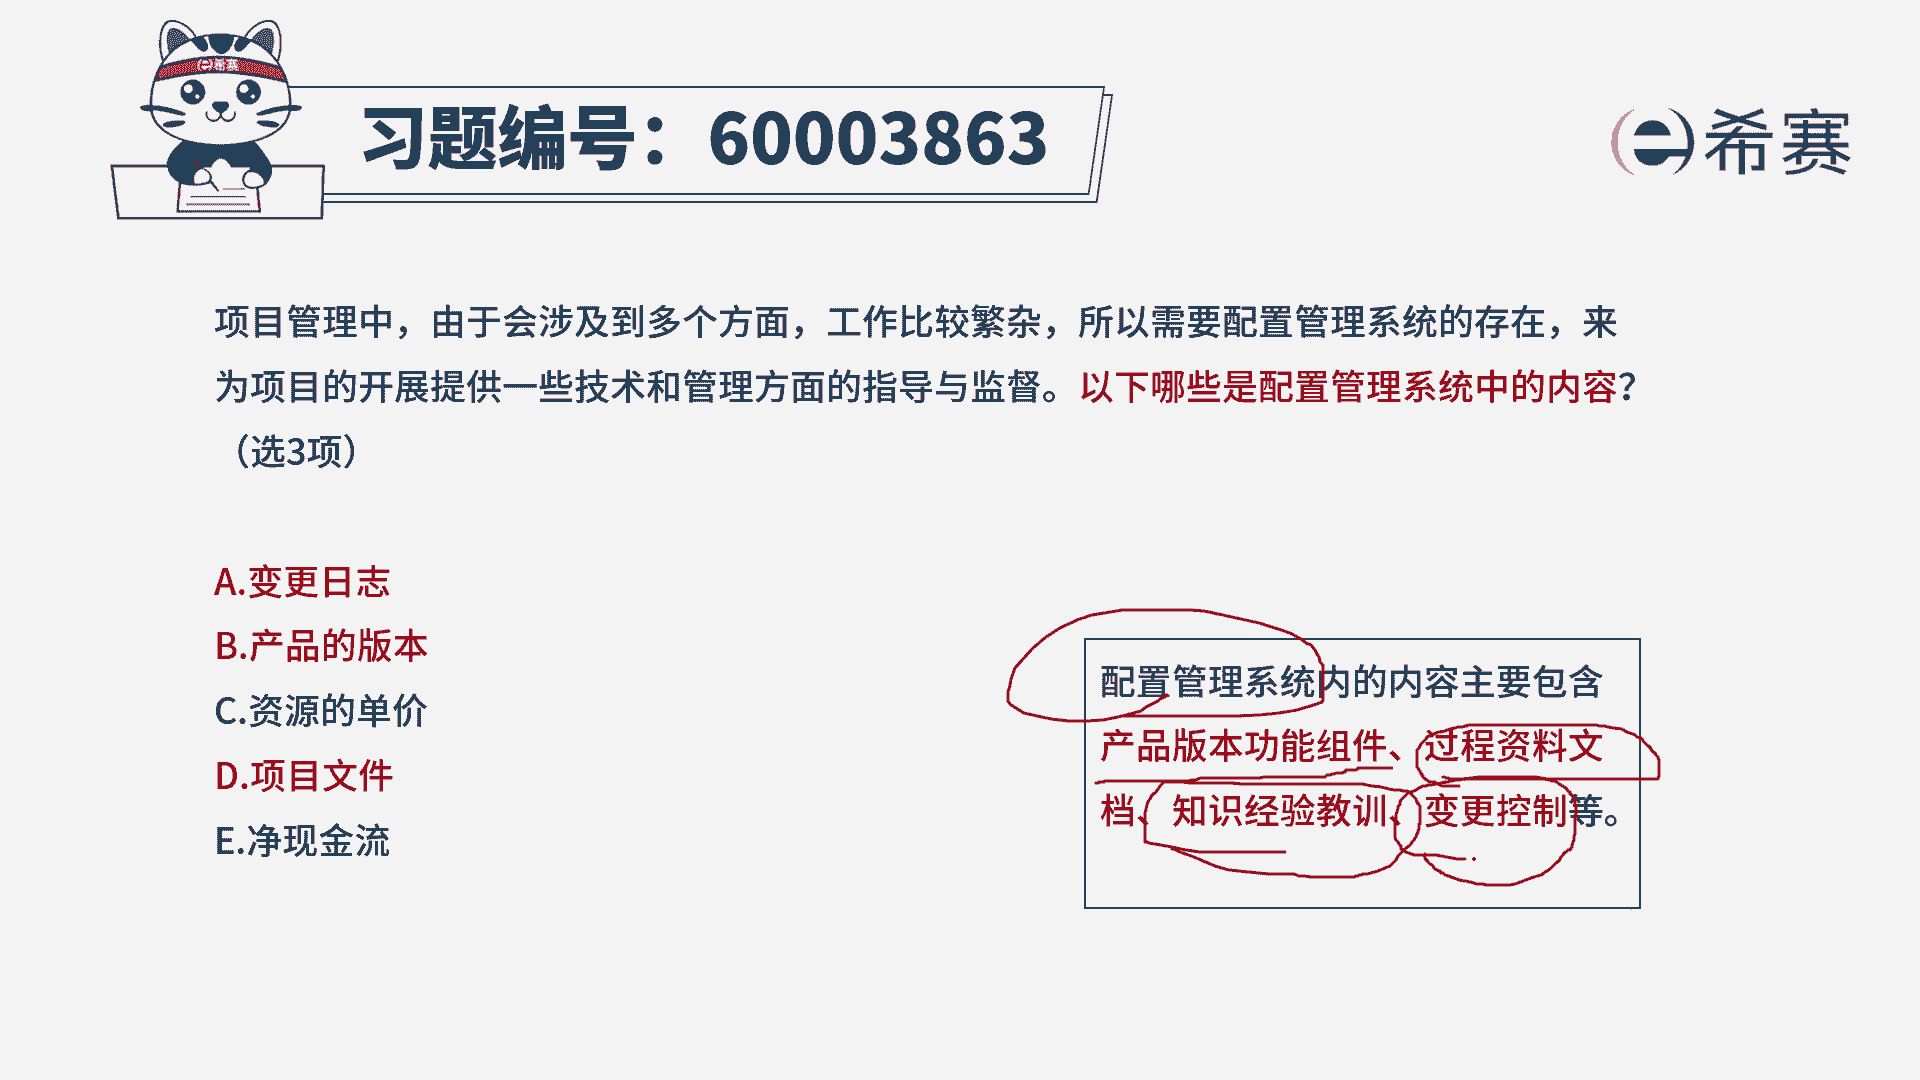 e希赛
习题编号：60003863
e希赛
项目管理中，由于会涉及到多个方面，工作比较繁杂，所以需要配置管理系统的存在，来
为项目的开展提供一些技术和管理方面的指导与监督。以下哪些是配置管理系统中的内容？
（选3项）
A.变更日志
B.产品的版本
C.资源的单价
D.项目文件
E.净现金流
配置管理系统内的内容主要包含
产品版本功能组件、过程资料文
档、知识经验教训、变更控制等。